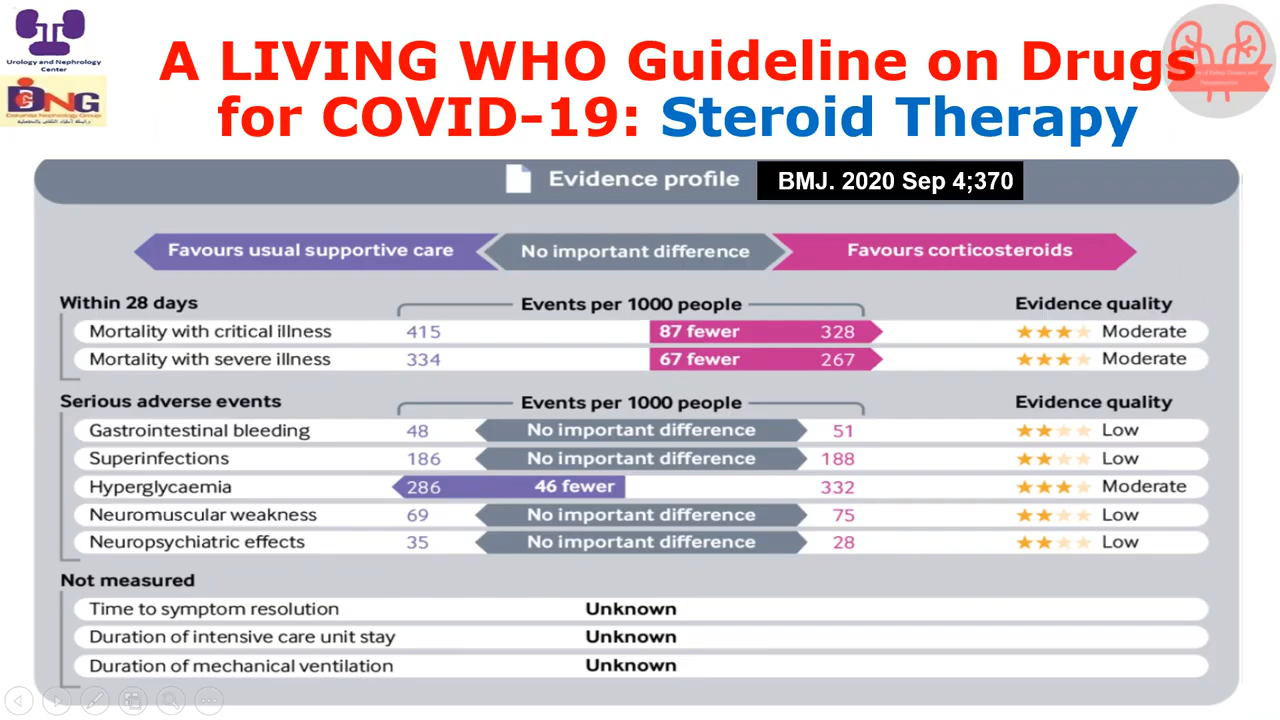 Urology and Nephrology
Center
A LIVING WHO Guideline on Drugs
for COVID-19: Steroid Therapy
DNG
Dakahlia Nephrology Group
Evidence profile
BMJ. 2020 Sep 4;370
Favours usual supportive care No important difference Favours corticosteroids
Within 28 days Events per 1000 people Evidence quality
Mortality with critical illness 415 87 fewer 328 Moderate
Mortality with severe illness 334 67 fewer 267 Moderate
Serious adverse events Events per 1000 people Evidence quality
Gastrointestinal bleeding 48 No important difference 51 Low
Superinfections 186 No important difference 188 Low
Hyperglycaemia 286 46 fewer 332 Moderate
Neuromuscular weakness 69 No important difference 75 Low
Neuropsychiatric effects 35 No important difference 28 Low
Not measured
Time to symptom resolution Unknown
Duration of intensive care unit stay Unknown
Duration of mechanical ventilation Unknown